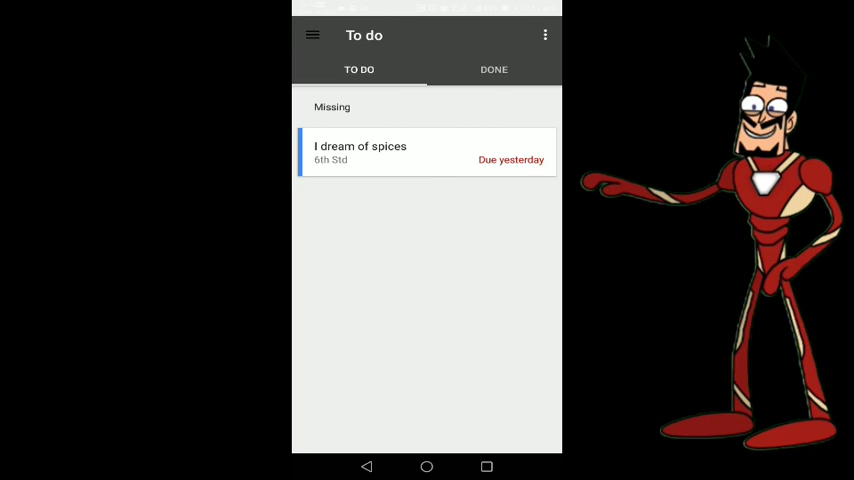 To do
TO DO
DONE
Missing
I dream of spices
6th Std
Due yesterday